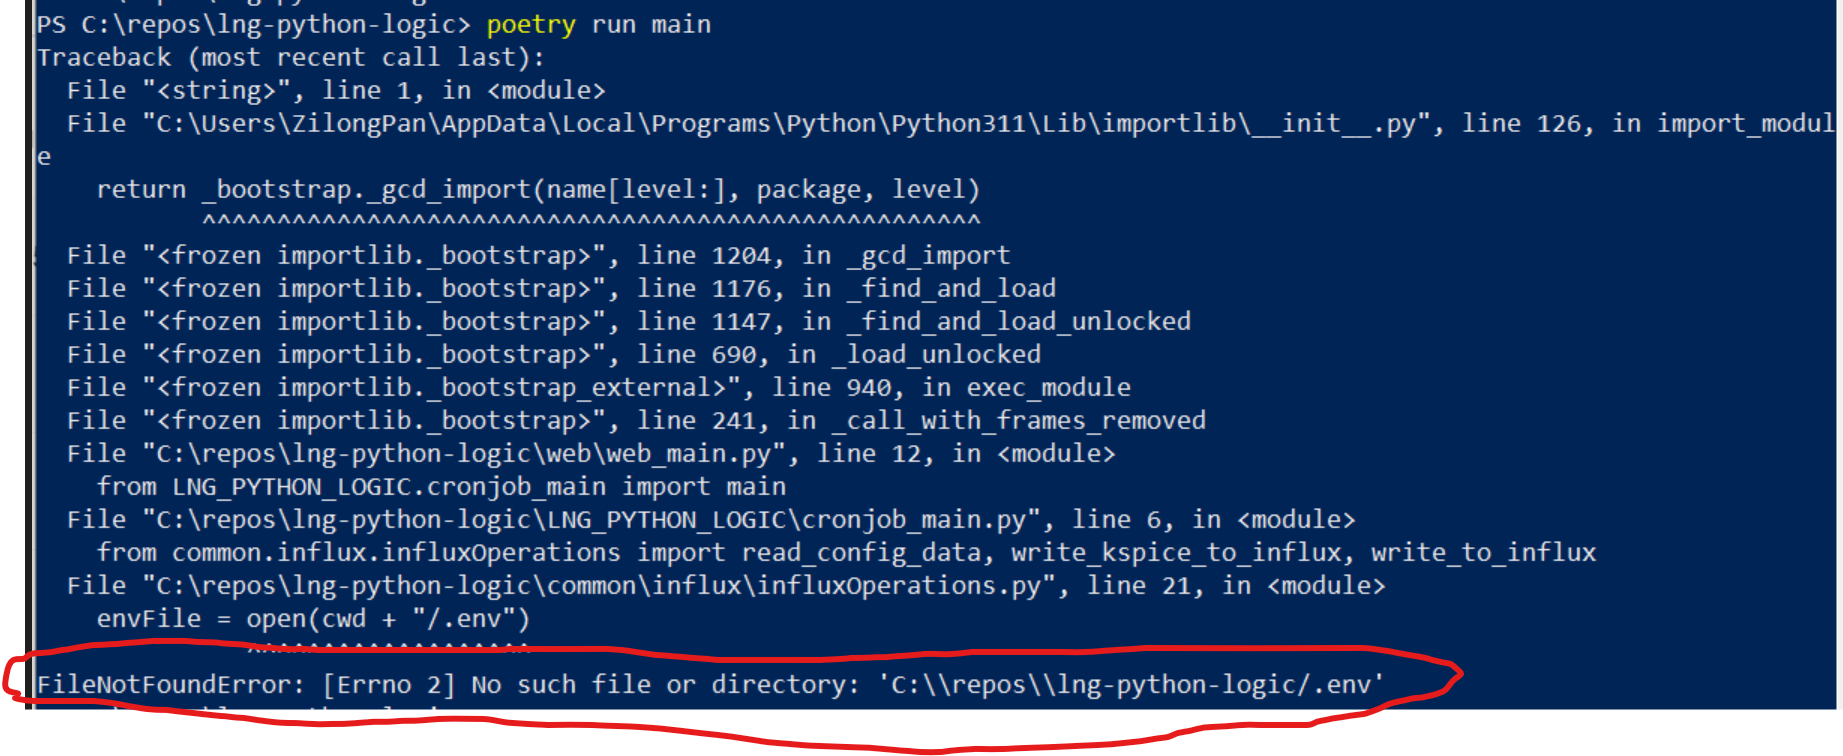 PS C:\repos\lng-python-logic> poetry run main
Traceback (most recent call last):
  File "<string>", line 1, in <module>
  File "C:\Users\ZilongPan\AppData\Local\Programs\Python\Python311\Lib\importlib\__init__.py", line 126, in import_modul
e
    return _bootstrap._gcd_import(name[level:], package, level)
           ^^^^^^^^^^^^^^^^^^^^^^^^^^^^^^^^^^^^^^^^^^^^^^^^^^^^
  File "<frozen importlib._bootstrap>", line 1204, in _gcd_import
  File "<frozen importlib._bootstrap>", line 1176, in _find_and_load
  File "<frozen importlib._bootstrap>", line 1147, in _find_and_load_unlocked
  File "<frozen importlib._bootstrap>", line 690, in _load_unlocked
  File "<frozen importlib._bootstrap_external>", line 940, in exec_module
  File "<frozen importlib._bootstrap>", line 241, in _call_with_frames_removed
  File "C:\repos\lng-python-logic\web\web_main.py", line 12, in <module>
    from LNG_PYTHON_LOGIC.cronjob_main import main
  File "C:\repos\lng-python-logic\LNG_PYTHON_LOGIC\cronjob_main.py", line 6, in <module>
    from common.influx.influxOperations import read_config_data, write_kspice_to_influx, write_to_influx
  File "C:\repos\lng-python-logic\common\influx\influxOperations.py", line 21, in <module>
    envFile = open(cwd + "/.env")
              ^^^^^^^^^^^^^^^^^^^
FileNotFoundError: [Errno 2] No such file or directory: 'C:\\repos\\lng-python-logic/.env'